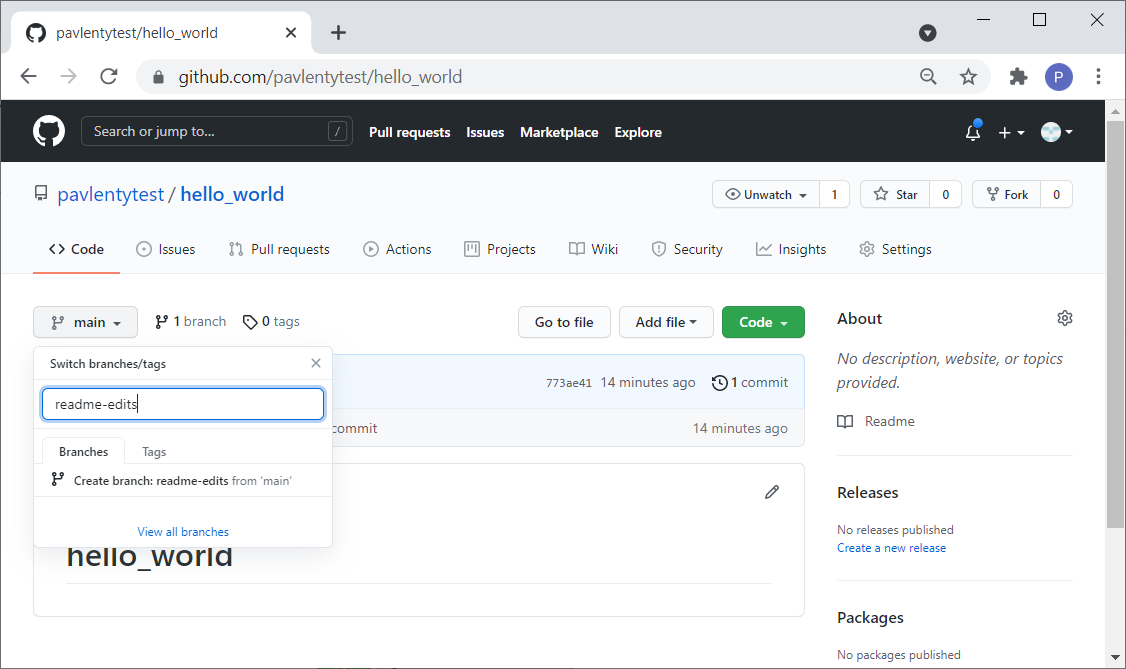 pavlentytest/hello_world
github.com/pavlentytest/hello_world
P
Search or jump to... /
Pull requests Issues Marketplace Explore
pavlentytest / hello_world
Unwatch 1 Star 0 Fork 0
Code Issues Pull requests Actions Projects Wiki Security Insights Settings
main 1 branch 0 tags Go to file Add file Code
Switch branches/tags
readme-edits
Branches Tags
Create branch: readme-edits from 'main'
View all branches
773ae41 14 minutes ago 1 commit
commit 14 minutes ago
hello_world
About
No description, website, or topics
provided.
Readme
Releases
No releases published
Create a new release
Packages
No packages published